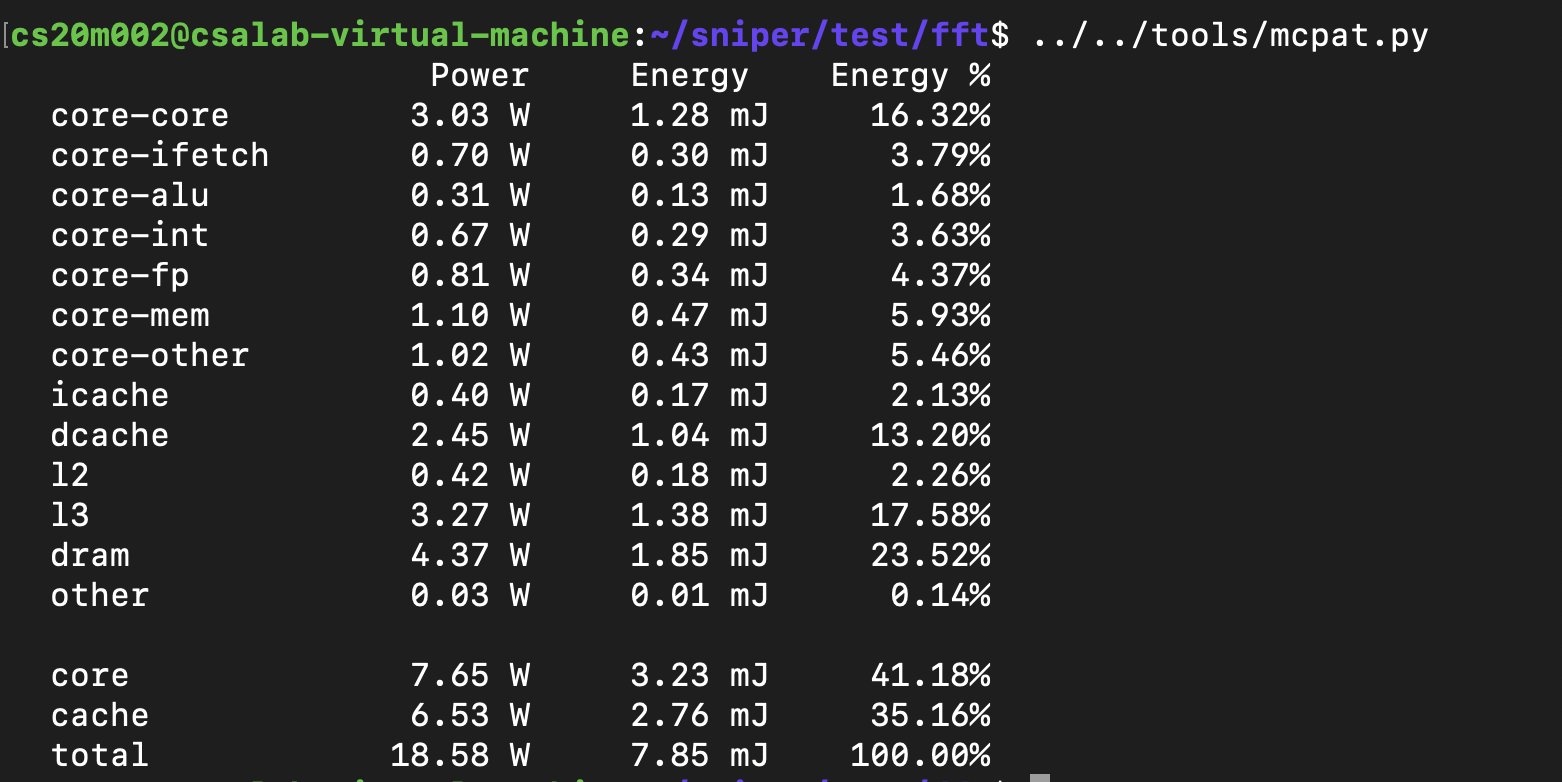 [cs20m002@csalab-virtual-machine:~/sniper/test/fft$ ../../tools/mcpat.py
Power Energy Energy %
core-core 3.03 W 1.28 mJ 16.32%
core-ifetch 0.70 W 0.30 mJ 3.79%
core-alu 0.31 W 0.13 mJ 1.68%
core-int 0.67 W 0.29 mJ 3.63%
core-fp 0.81 W 0.34 mJ 4.37%
core-mem 1.10 W 0.47 mJ 5.93%
core-other 1.02 W 0.43 mJ 5.46%
icache 0.40 W 0.17 mJ 2.13%
dcache 2.45 W 1.04 mJ 13.20%
l2 0.42 W 0.18 mJ 2.26%
l3 3.27 W 1.38 mJ 17.58%
dram 4.37 W 1.85 mJ 23.52%
other 0.03 W 0.01 mJ 0.14%
core 7.65 W 3.23 mJ 41.18%
cache 6.53 W 2.76 mJ 35.16%
total 18.58 W 7.85 mJ 100.00%